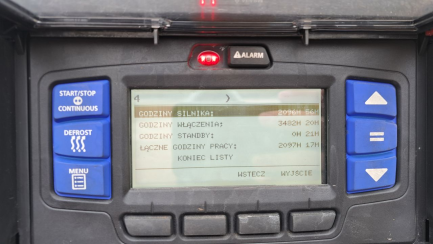 ALARM
START/STOP
CONTINUOUS
DEFROST
MENU
GODZINY SILNIKA:
GODZINY WŁĄCZENIA: 3482H 20M
GODZINY STANDBY: 0H 21M
ŁĄCZNE GODZINY PRACY: 2097H 17M
KONIEC LISTY
WSTECZ WYJŚCIE